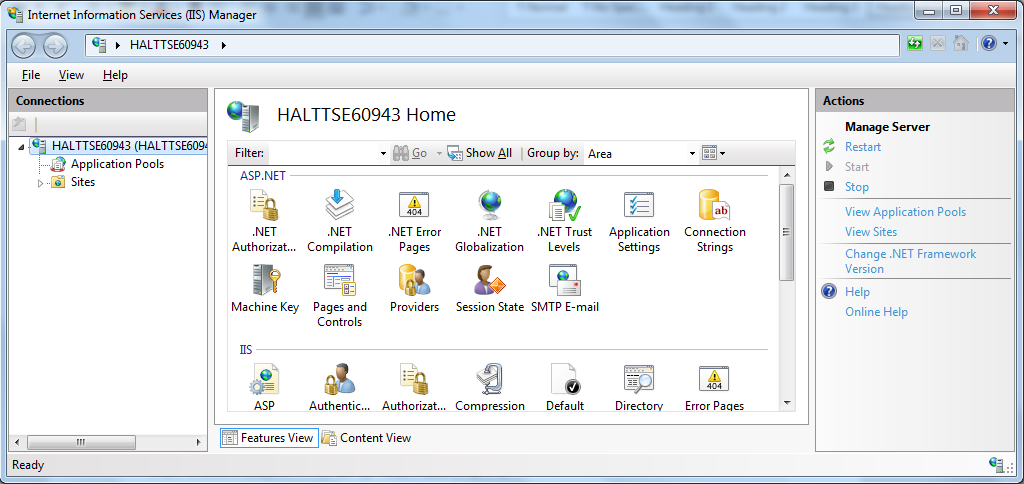 Internet Information Services (IIS) Manager
HALTTSE60943
File View Help
Connections
HALTTSE60943 (HALTTSE6094
Application Pools
Sites
HALTTSE60943 Home
Filter: Go Show All Group by: Area
ASP.NET
.NET Authorizat...
.NET Compilation
.NET Error Pages
.NET Globalization
.NET Trust Levels
Application Settings
Connection Strings
Machine Key
Pages and Controls
Providers
Session State
SMTP E-mail
IIS
ASP
Authentic...
Authorizat...
Compression
Default
Directory
Error Pages
Features View Content View
Actions
Manage Server
Restart
Start
Stop
View Application Pools
View Sites
Change .NET Framework
Version
Help
Online Help
Ready